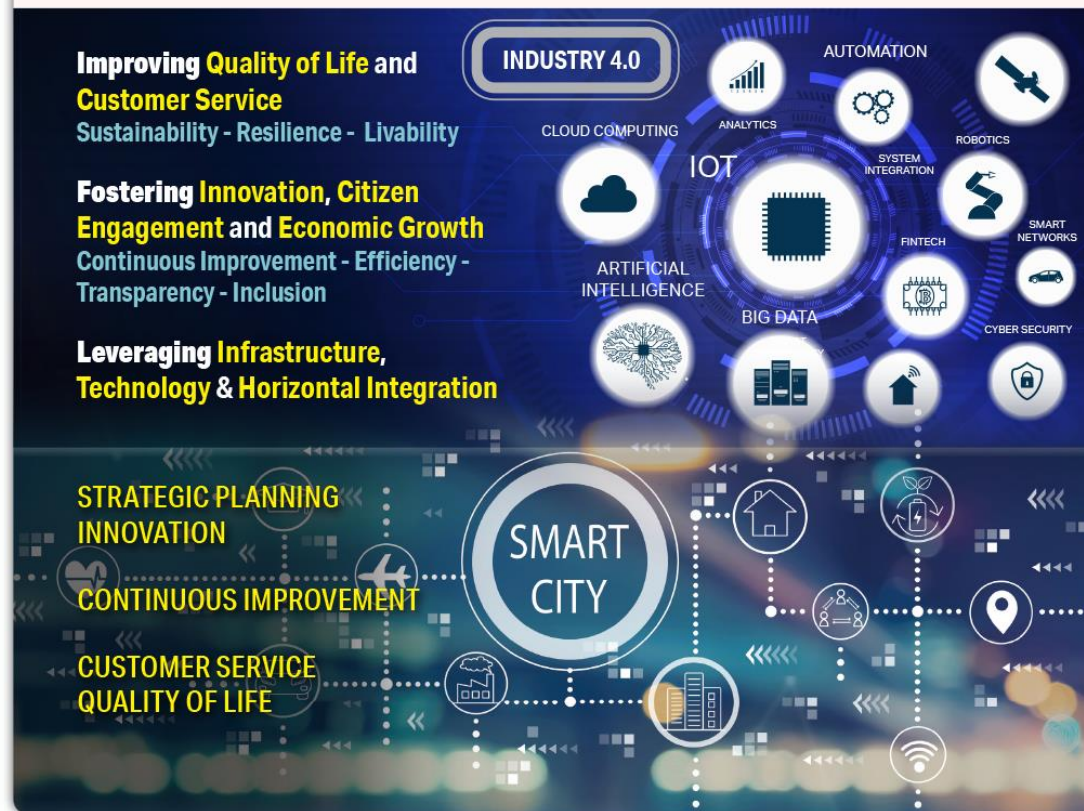 Improving Quality of Life and
Customer Service
Sustainability - Resilience - Livability
Fostering Innovation, Citizen
Engagement and Economic Growth
Continuous Improvement - Efficiency -
Transparency - Inclusion
Leveraging Infrastructure,
Technology & Horizontal Integration
INDUSTRY 4.0
ANALYTICS
AUTOMATION
CLOUD COMPUTING
IOT
SYSTEM
INTEGRATION
ROBOTICS
SMART
NETWORKS
FINTECH
ARTIFICIAL
INTELLIGENCE
BIG DATA
CYBER SECURITY
STRATEGIC PLANNING
INNOVATION
CONTINUOUS IMPROVEMENT
CUSTOMER SERVICE
QUALITY OF LIFE
SMART
CITY